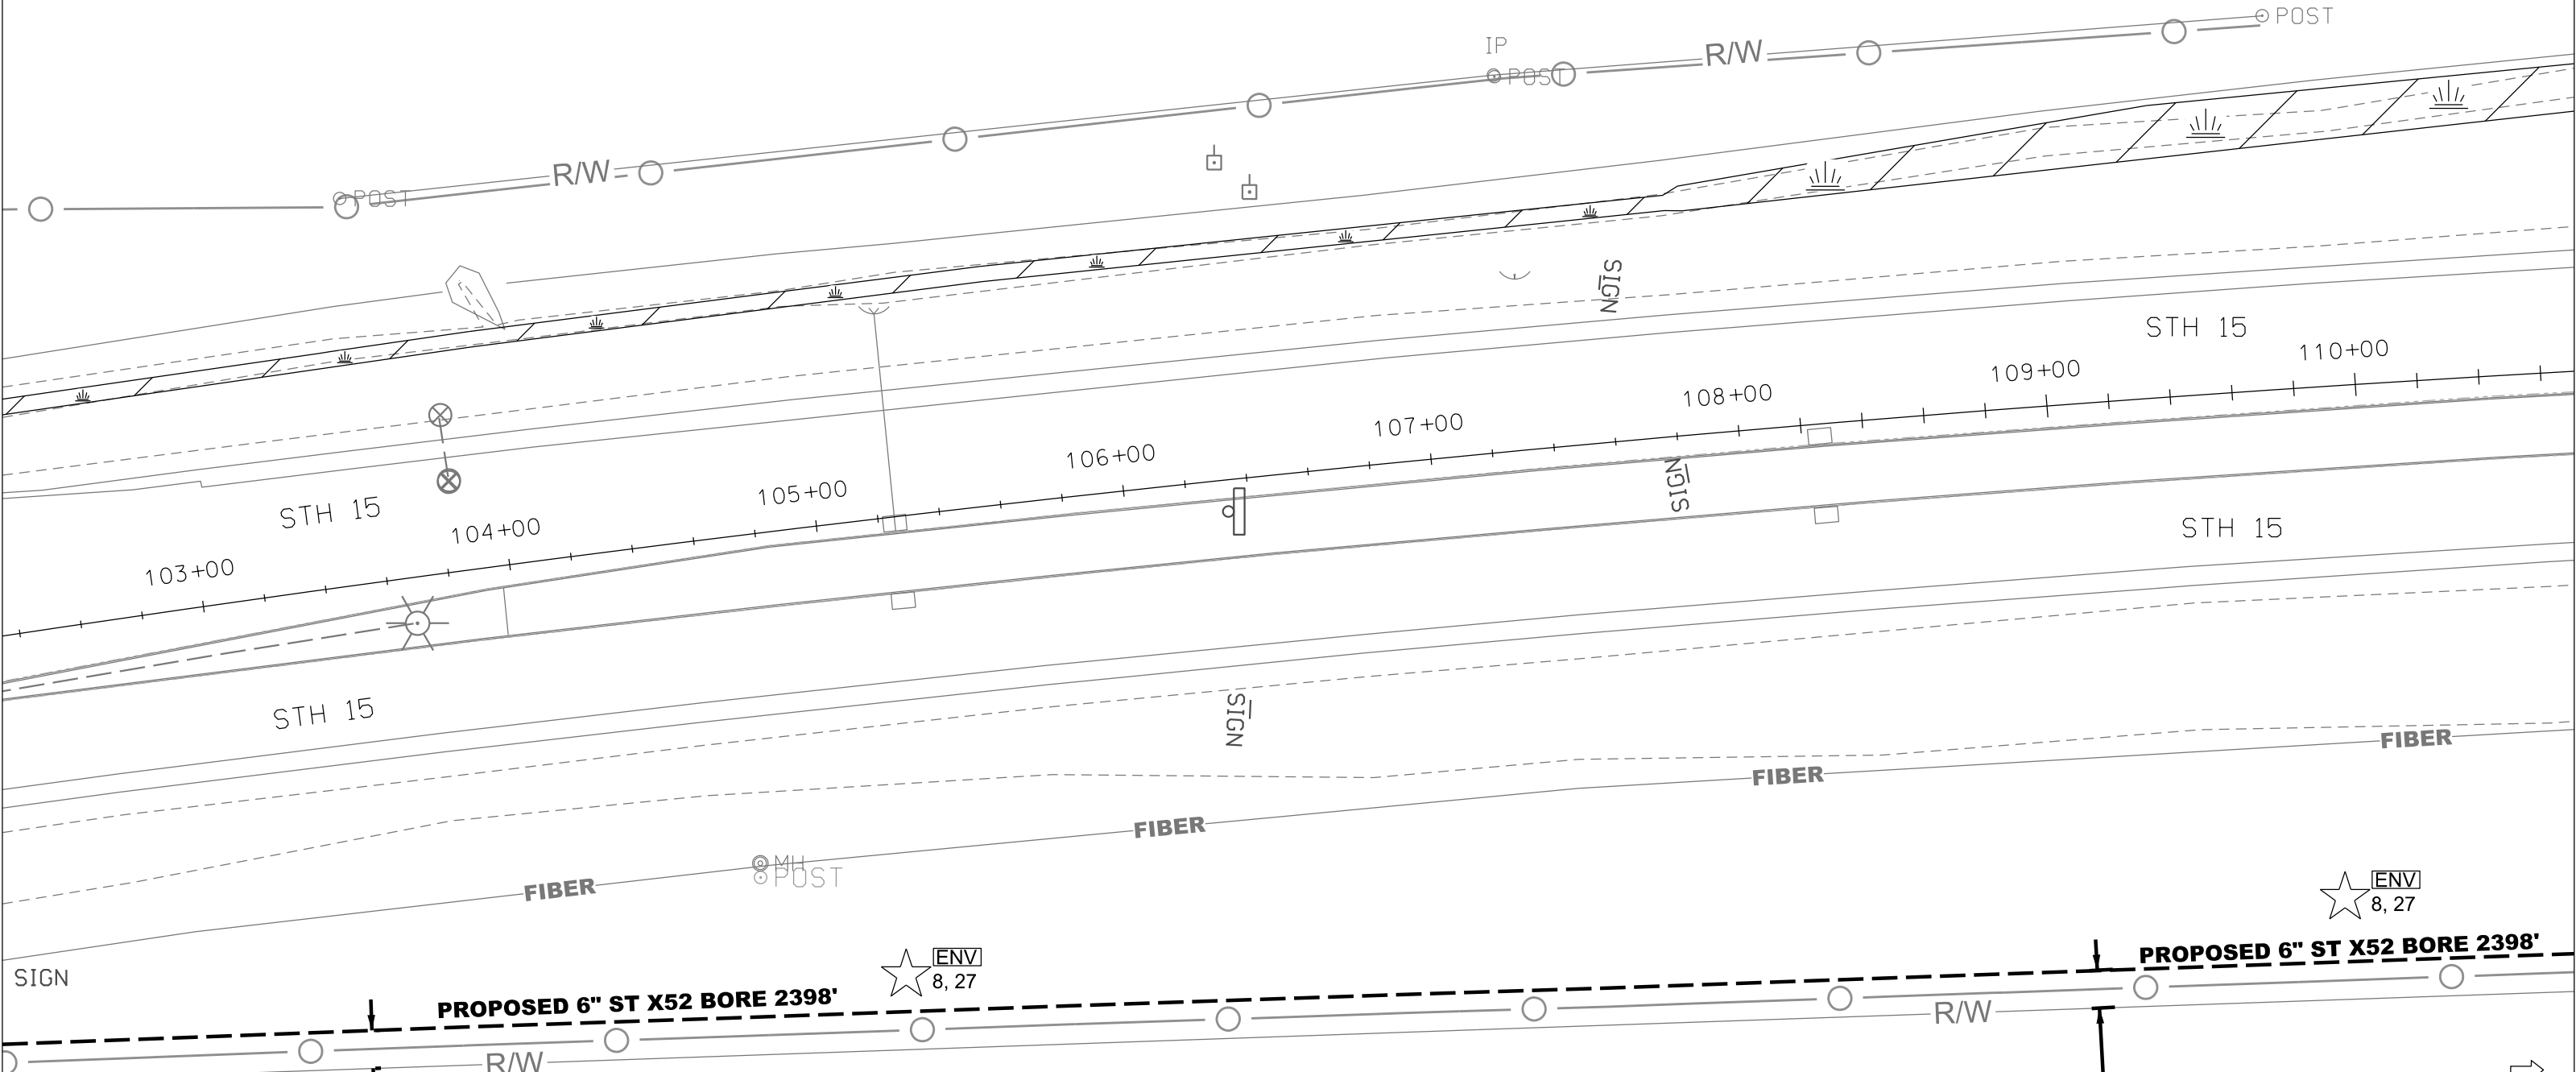 POST
IP
POST
R/W
R/W
POST
SIGN
STH 15
110+00
109+00
108+00
107+00
106+00
SIGN
105+00
STH 15
104+00
STH 15
103+00
STH 15
SIGN
FIBER
FIBER
FIBER
MH
POST
FIBER
ENV
8, 27
PROPOSED 6" ST X52 BORE 2398'
ENV
8, 27
SIGN
PROPOSED 6" ST X52 BORE 2398'
R/W
R/W